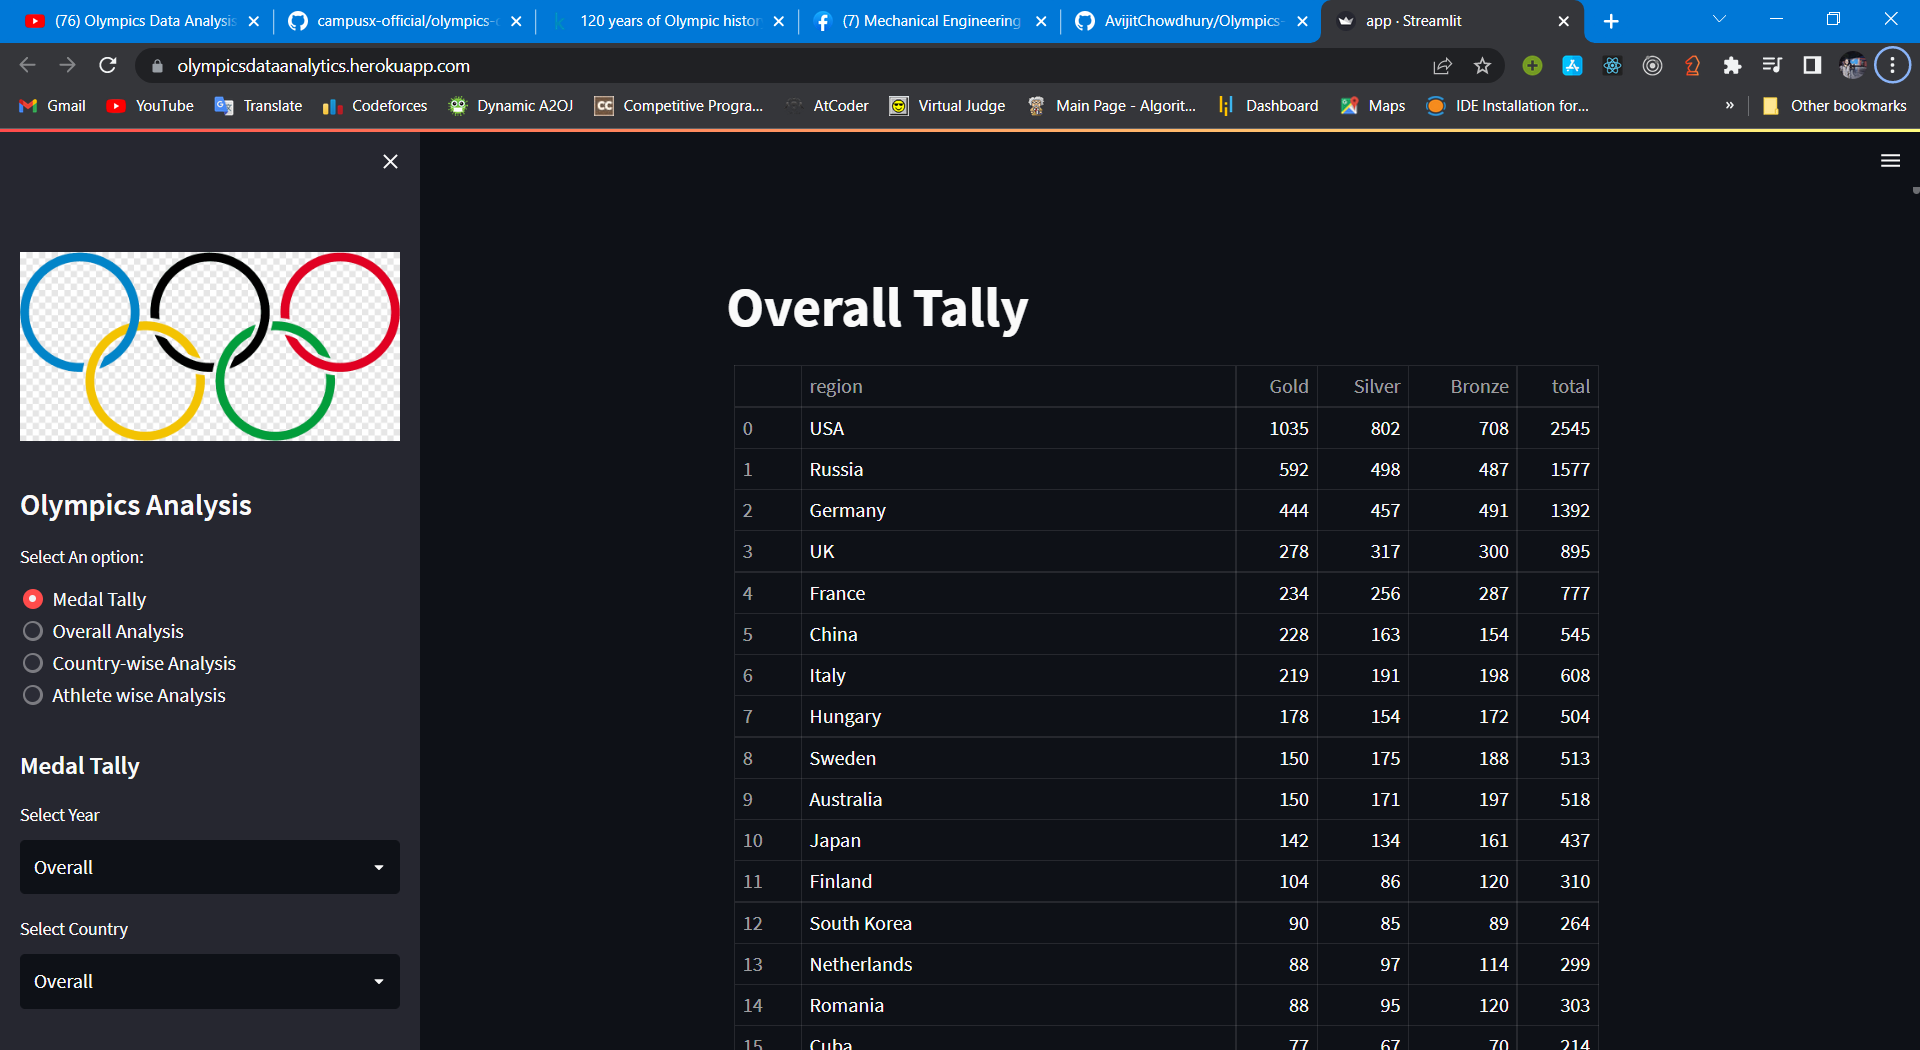 (76) Olympics Data Analysis campusx-official/olympics- 120 years of Olympic histor (7) Mechanical Engineering AvijitChowdhury/Olympics- app · Streamlit
olympicsdataanalytics.herokuapp.com
Gmail YouTube Translate Codeforces Dynamic A2OJ CC Competitive Progra... AtCoder Virtual Judge Main Page - Algorit... Dashboard Maps IDE Installation for... » Other bookmarks
Olympics Analysis
Select An option:
Medal Tally
Overall Analysis
Country-wise Analysis
Athlete wise Analysis
Medal Tally
Select Year
Overall
Select Country
Overall
Overall Tally
region Gold Silver Bronze total
0 USA 1035 802 708 2545
1 Russia 592 498 487 1577
2 Germany 444 457 491 1392
3 UK 278 317 300 895
4 France 234 256 287 777
5 China 228 163 154 545
6 Italy 219 191 198 608
7 Hungary 178 154 172 504
8 Sweden 150 175 188 513
9 Australia 150 171 197 518
10 Japan 142 134 161 437
11 Finland 104 86 120 310
12 South Korea 90 85 89 264
13 Netherlands 88 97 114 299
14 Romania 88 95 120 303
15 Cuba 77 67 70 214